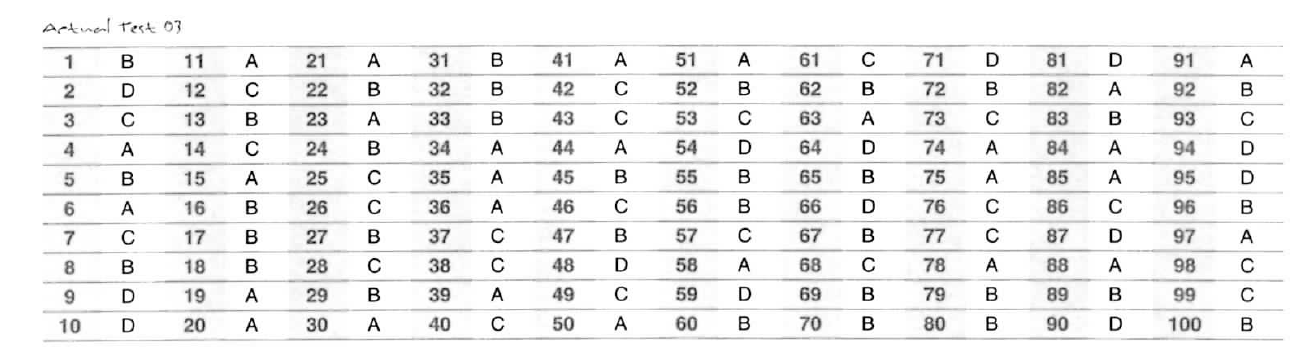 Actual Test 03
1 B 11 A 21 A 31 B 41 A 51 A 61 C 71 D 81 D 91 A
2 D 12 C 22 B 32 B 42 C 52 B 62 B 72 B 82 A 92 B
3 C 13 B 23 A 33 B 43 C 53 C 63 A 73 C 83 B 93 C
4 A 14 C 24 B 34 A 44 A 54 D 64 D 74 A 84 A 94 D
5 B 15 A 25 C 35 A 45 B 55 B 65 B 75 A 85 A 95 D
6 A 16 B 26 C 36 A 46 C 56 B 66 D 76 C 86 C 96 B
7 C 17 B 27 B 37 C 47 B 57 C 67 B 77 C 87 D 97 A
8 B 18 B 28 C 38 C 48 D 58 A 68 C 78 A 88 A 98 C
9 D 19 A 29 B 39 A 49 C 59 D 69 B 79 B 89 B 99 C
10 D 20 A 30 A 40 C 50 A 60 B 70 B 80 B 90 D 100 B